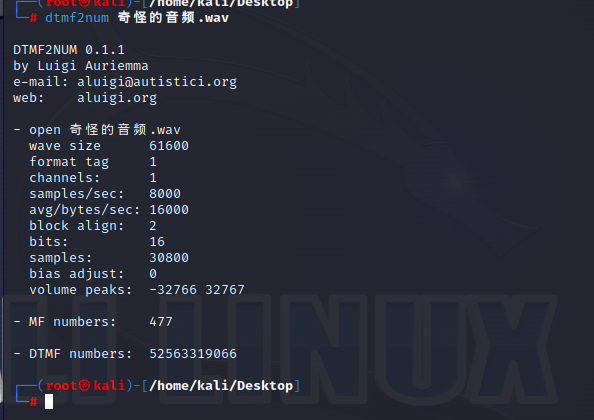 ┌──(root㉿kali)-[/home/kali/Desktop]
└─# dtmf2num 奇怪的音频.wav
DTMF2NUM 0.1.1
by Luigi Auriemma
e-mail: aluigi@autistici.org
web:    aluigi.org
- open 奇怪的音频.wav
  wave size      61600
  format tag     1
  channels:      1
  samples/sec:   8000
  avg/bytes/sec: 16000
  block align:   2
  bits:          16
  samples:       30800
  bias adjust:   0
  volume peaks:  -32766 32767
- MF numbers:    477
- DTMF numbers:  52563319066
┌──(root㉿kali)-[/home/kali/Desktop]
└─#
LI LINUX